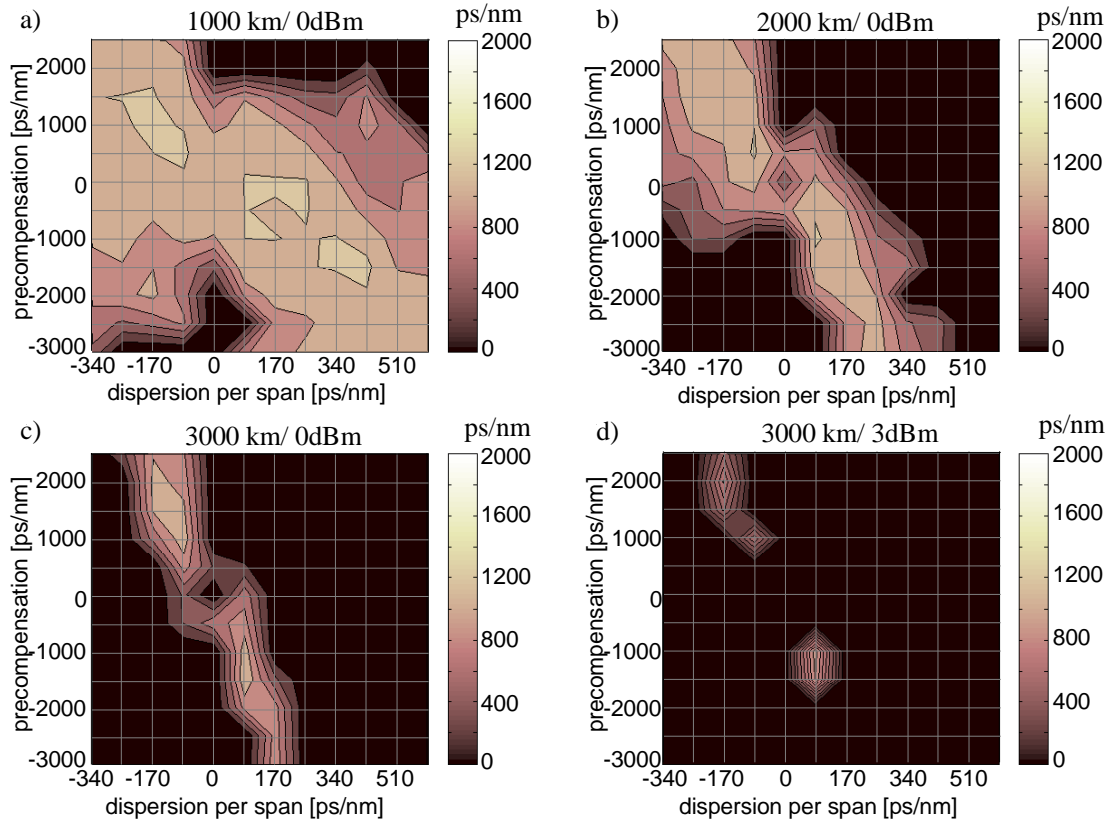 a)
1000 km/ 0dBm
ps/nm
precompensation [ps/nm]
2000
1000
0
-1000
-2000
-3000
-340 -170 0 170 340 510
dispersion per span [ps/nm]
2000
1600
1200
800
400
0
b)
2000 km/ 0dBm
ps/nm
precompensation [ps/nm]
2000
1000
0
-1000
-2000
-3000
-340 -170 0 170 340 510
dispersion per span [ps/nm]
2000
1600
1200
800
400
0
c)
3000 km/ 0dBm
ps/nm
precompensation [ps/nm]
2000
1000
0
-1000
-2000
-3000
-340 -170 0 170 340 510
dispersion per span [ps/nm]
2000
1600
1200
800
400
0
d)
3000 km/ 3dBm
ps/nm
precompensation [ps/nm]
2000
1000
0
-1000
-2000
-3000
-340 -170 0 170 340 510
dispersion per span [ps/nm]
2000
1600
1200
800
400
0